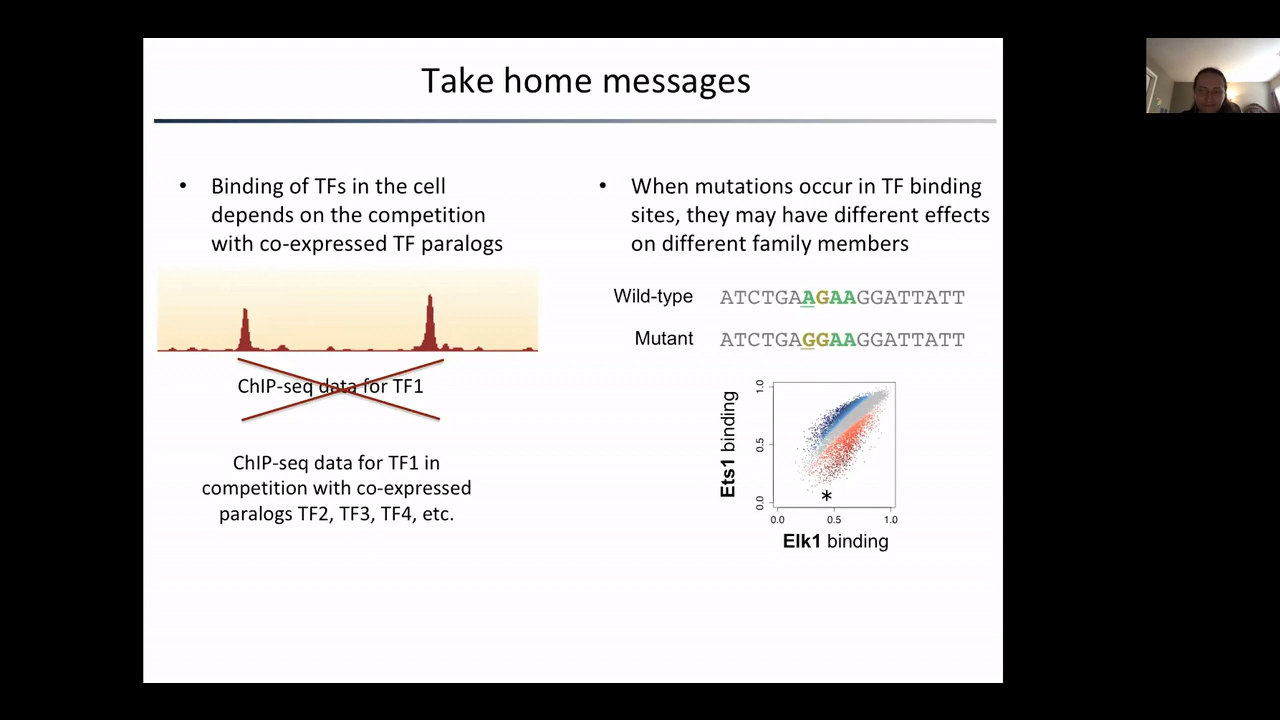 Take home messages
• Binding of TFs in the cell
depends on the competition
with co-expressed TF paralogs
ChIP-seq data for TF1
ChIP-seq data for TF1 in
competition with co-expressed
paralogs TF2, TF3, TF4, etc.
• When mutations occur in TF binding
sites, they may have different effects
on different family members
Wild-type ATCTGAAGAAGGATTATT
Mutant ATCTGAGGAAGGATTATT
Ets1 binding
1.0
0.5
0.0
*
0.0 0.5 1.0
Elk1 binding